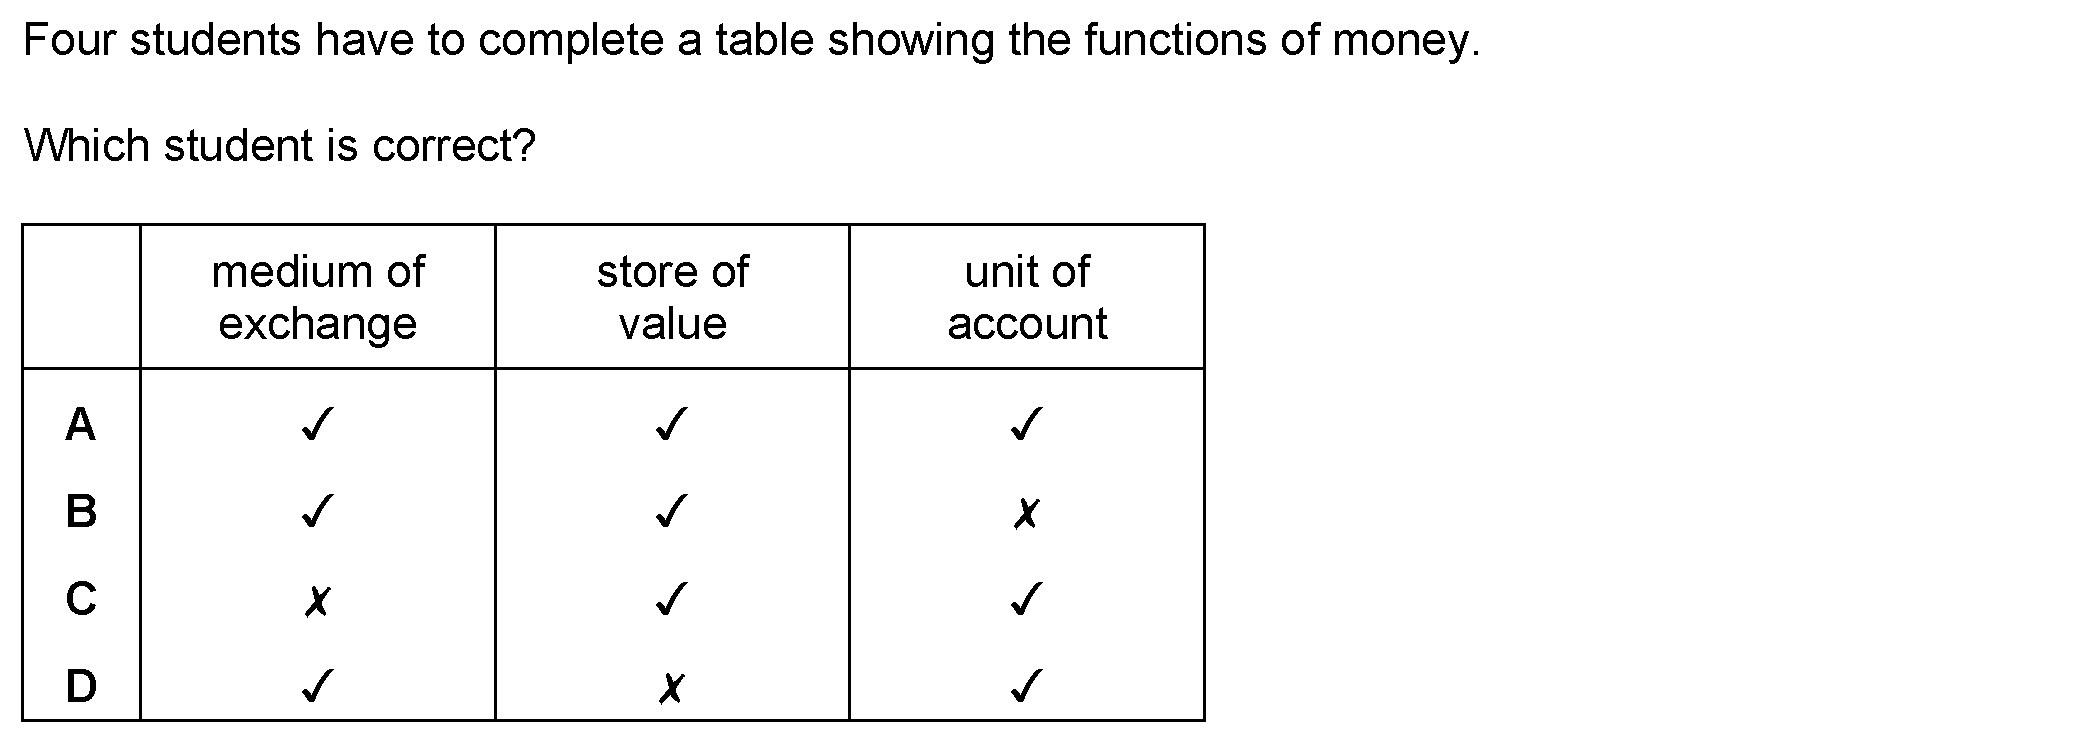 Four students have to complete a table showing the functions of money.
Which student is correct?
medium of exchange | store of value | unit of account
A ✓ ✓ ✓
B ✓ ✓ ✗
C ✗ ✓ ✓
D ✓ ✗ ✓